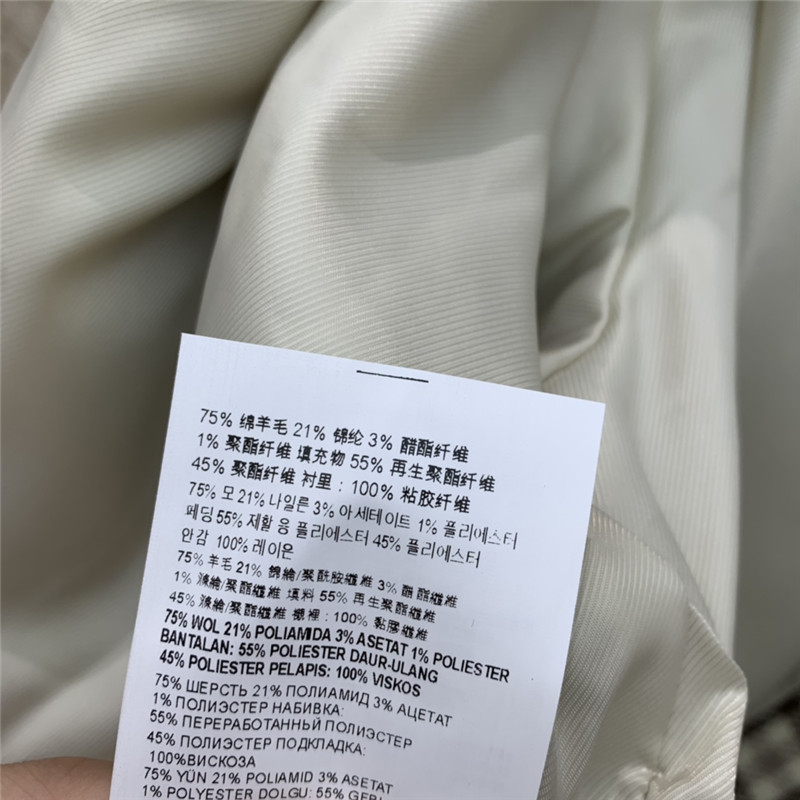 75% 绵羊毛 21% 锦纶 3% 醋酯纤维
1% 聚酯纤维 填充物 55% 再生聚酯纤维
45% 聚酯纤维 衬里：100% 粘胶纤维
75% 모 21% 나일론 3% 아세테이트 1% 폴리에스터
패딩 55% 재활용 폴리에스터 45% 폴리에스터
안감 100% 레이온
75% 羊毛 21% 錦綸/聚酰胺纖維 3% 醋酯纖維
1% 滌綸/聚酯纖維 填料 55% 再生聚酯纖維
45% 滌綸/聚酯纖維 襯裡：100% 黏膠纖維
75% WOL 21% POLIAMIDA 3% ASETAT 1% POLIESTER
BANTALAN: 55% POLIESTER DAUR-ULANG
45% POLIESTER PELAPIS: 100% VISKOS
75% ШЕРСТЬ 21% ПОЛИАМИД 3% АЦЕТАТ
1% ПОЛИЭСТЕР НАБИВКА:
55% ПЕРЕРАБОТАННЫЙ ПОЛИЭСТЕР
45% ПОЛИЭСТЕР ПОДКЛАДКА:
100%ВИСКОЗА
75% YÜN 21% POLIAMID 3% ASETAT
1% POLYESTER DOLGU: 55%